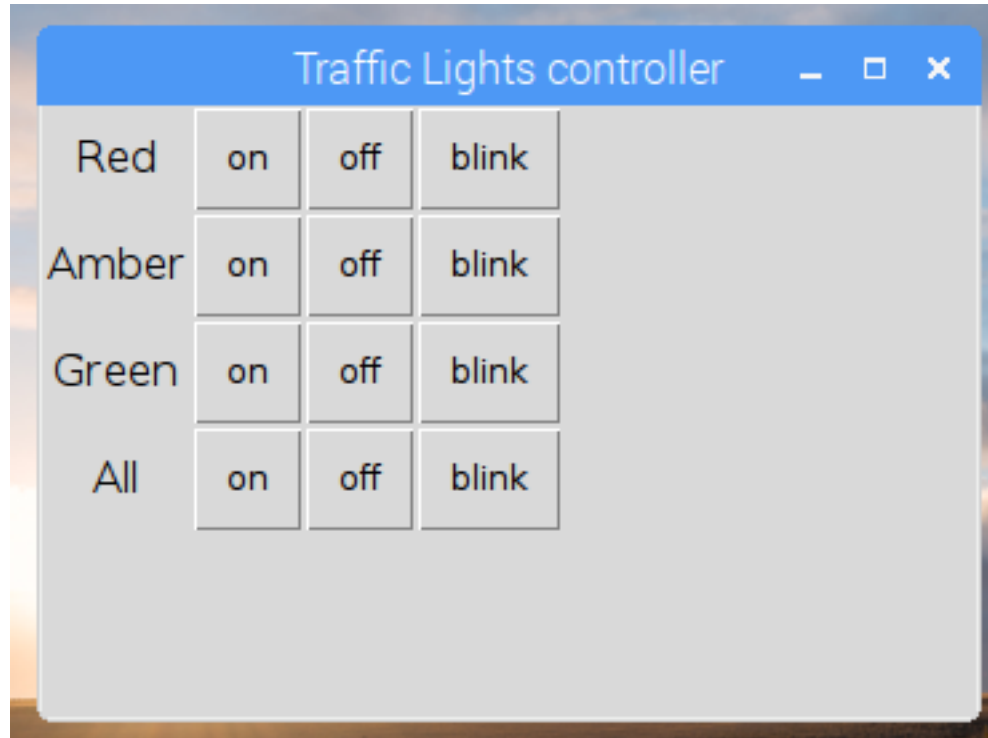 Traffic Lights controller
Red on off blink
Amber on off blink
Green on off blink
All on off blink